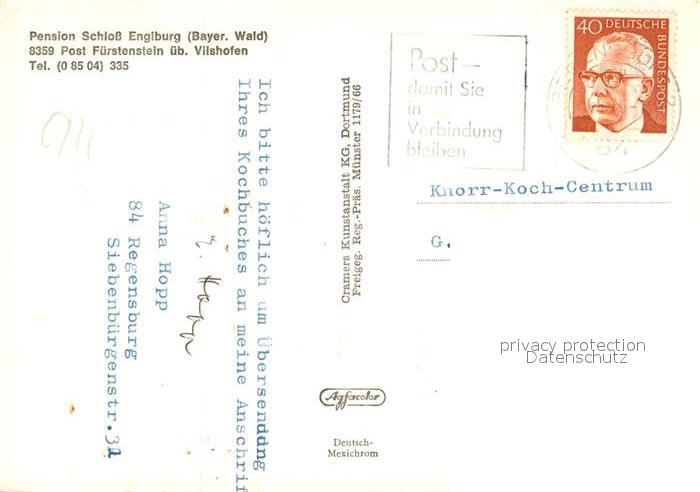 Pension Schloß Englburg (Bayer. Wald)
8359 Post Fürstenstein üb. Vilshofen
Tel. (0 85 04) 335
Ich bitte höflich um Übersenddng
Ihres Kochbuches an meine Anschrif
Anna Hopp
84 Regensburg
Siebenbürgenstr.31
Cramers Kunstanstalt KG, Dortmund
Freigeg. Reg.-Präs. Münster 1179/66
Agfacolor
Deutsch-
Mexichrom
Post –
damit Sie
in
Verbindung
bleiben
40 DEUTSCHE
BUNDESPOST
84
Knorr-Koch-Centrum
G.
privacy protection
Datenschutz